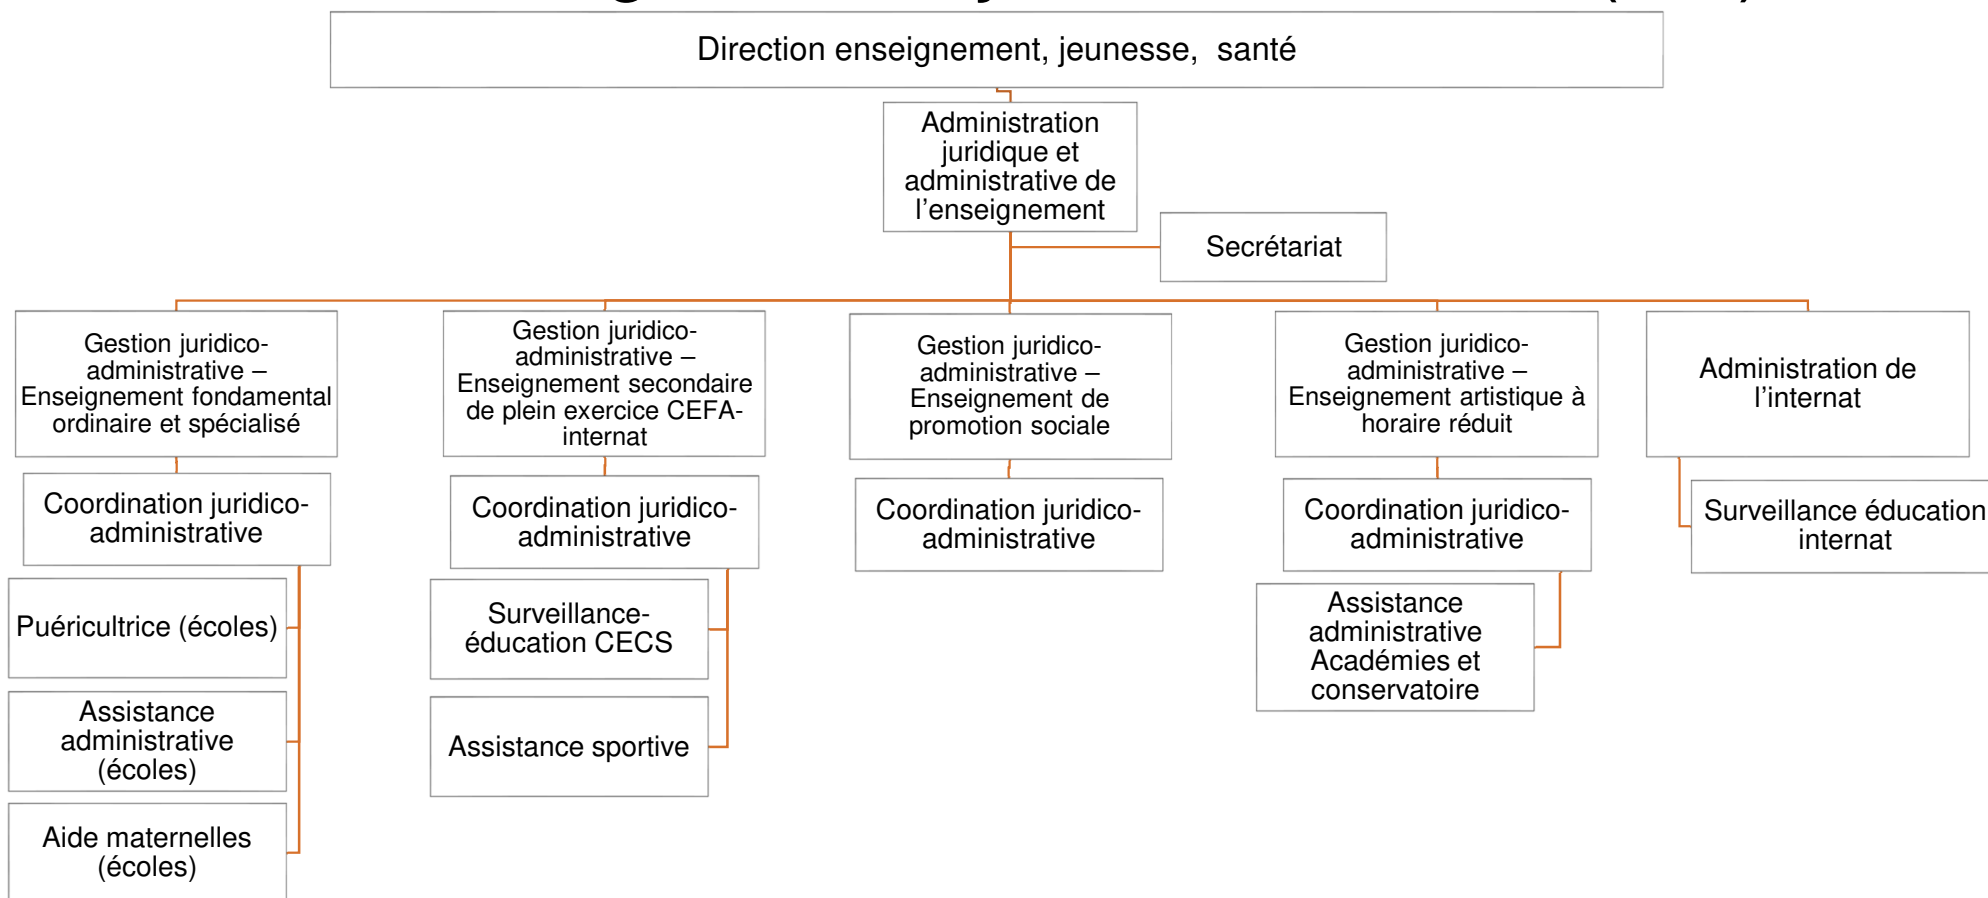 Direction enseignement, jeunesse, santé
Administration
juridique et
administrative de
l'enseignement
Secrétariat
Gestion juridico-
administrative –
Enseignement fondamental
ordinaire et spécialisé
Gestion juridico-
administrative –
Enseignement secondaire
de plein exercice CEFA-
internat
Gestion juridico-
administrative –
Enseignement de
promotion sociale
Gestion juridico-
administrative –
Enseignement artistique à
horaire réduit
Administration de
l'internat
Coordination juridico-
administrative
Coordination juridico-
administrative
Coordination juridico-
administrative
Coordination juridico-
administrative
Surveillance éducation
internat
Puéricultrice (écoles)
Assistance
administrative
(écoles)
Aide maternelles
(écoles)
Surveillance-
éducation CECS
Assistance sportive
Assistance
administrative
Académies et
conservatoire